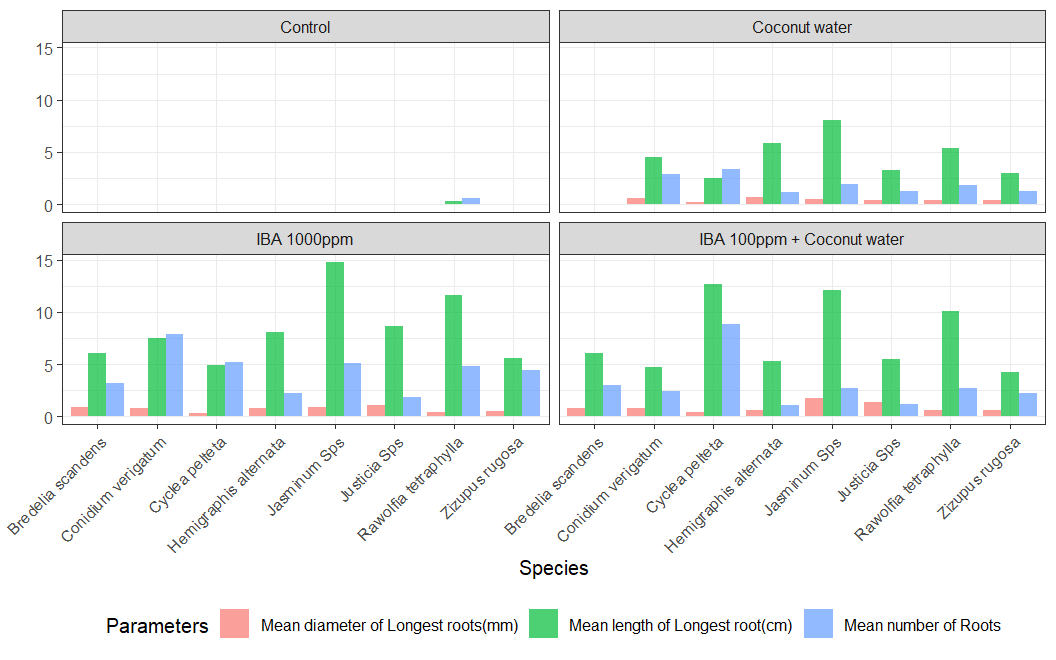 Control
Coconut water
15
10
5
0
IBA 1000ppm
IBA 100ppm + Coconut water
15
10
5
0
Bredelia scandens
Conidium verigatum
Cyclea pelteta
Hemigraphis alternata
Jasminum Sps
Justicia Sps
Rawolfia tetraphylla
Zizupus rugosa
Bredelia scandens
Conidium verigatum
Cyclea pelteta
Hemigraphis alternata
Jasminum Sps
Justicia Sps
Rawolfia tetraphylla
Zizupus rugosa
Species
Parameters
Mean diameter of Longest roots(mm)
Mean length of Longest root(cm)
Mean number of Roots